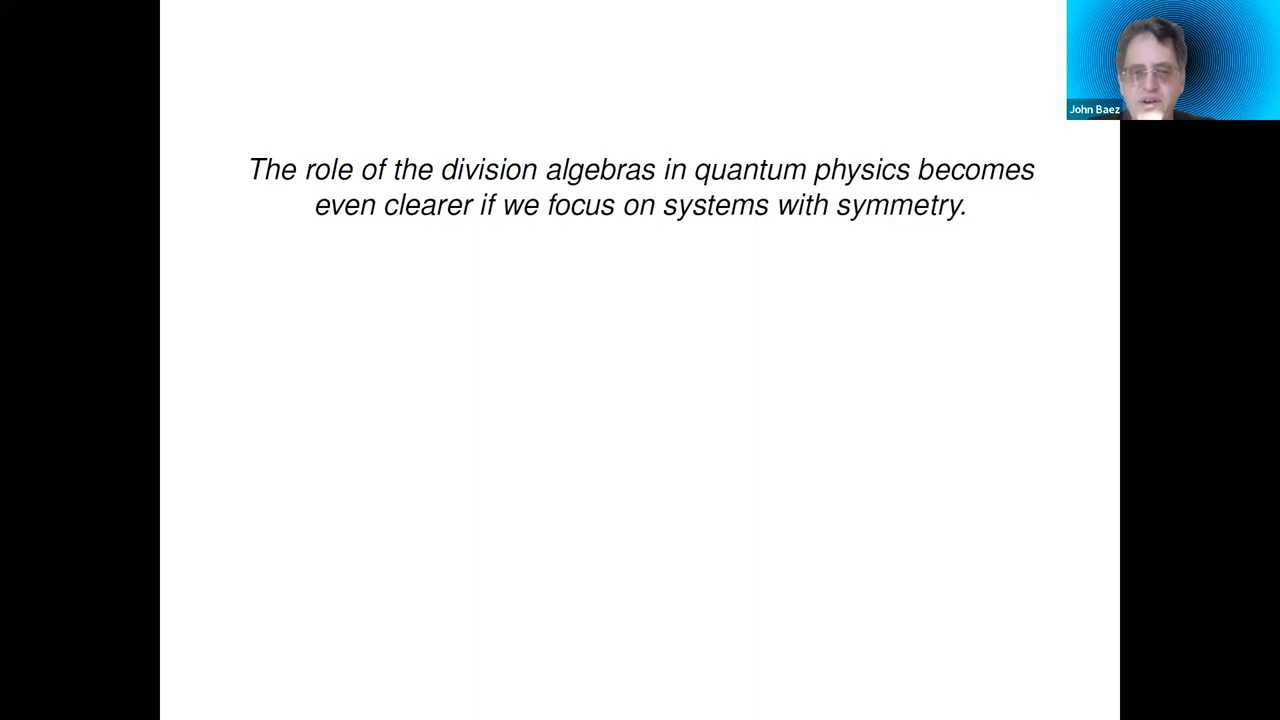 The role of the division algebras in quantum physics becomes
even clearer if we focus on systems with symmetry.
John Baez